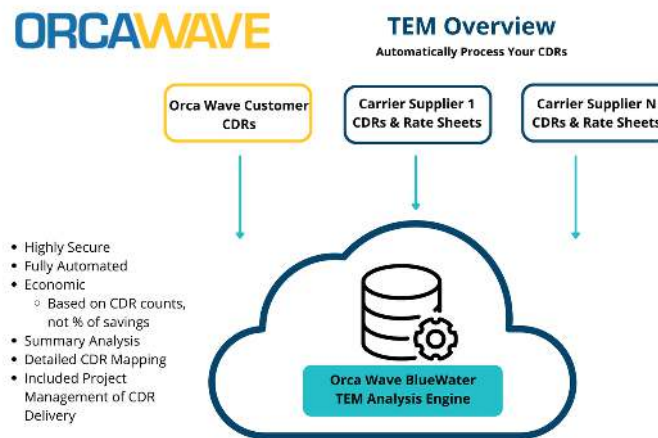 ORCAWAVE
TEM Overview
Automatically Process Your CDRs
Orca Wave Customer
CDRs
Carrier Supplier 1
CDRs & Rate Sheets
Carrier Supplier N
CDRs & Rate Sheets
• Highly Secure
• Fully Automated
• Economic
○ Based on CDR counts,
not % of savings
• Summary Analysis
• Detailed CDR Mapping
• Included Project
Management of CDR
Delivery
Orca Wave BlueWater
TEM Analysis Engine